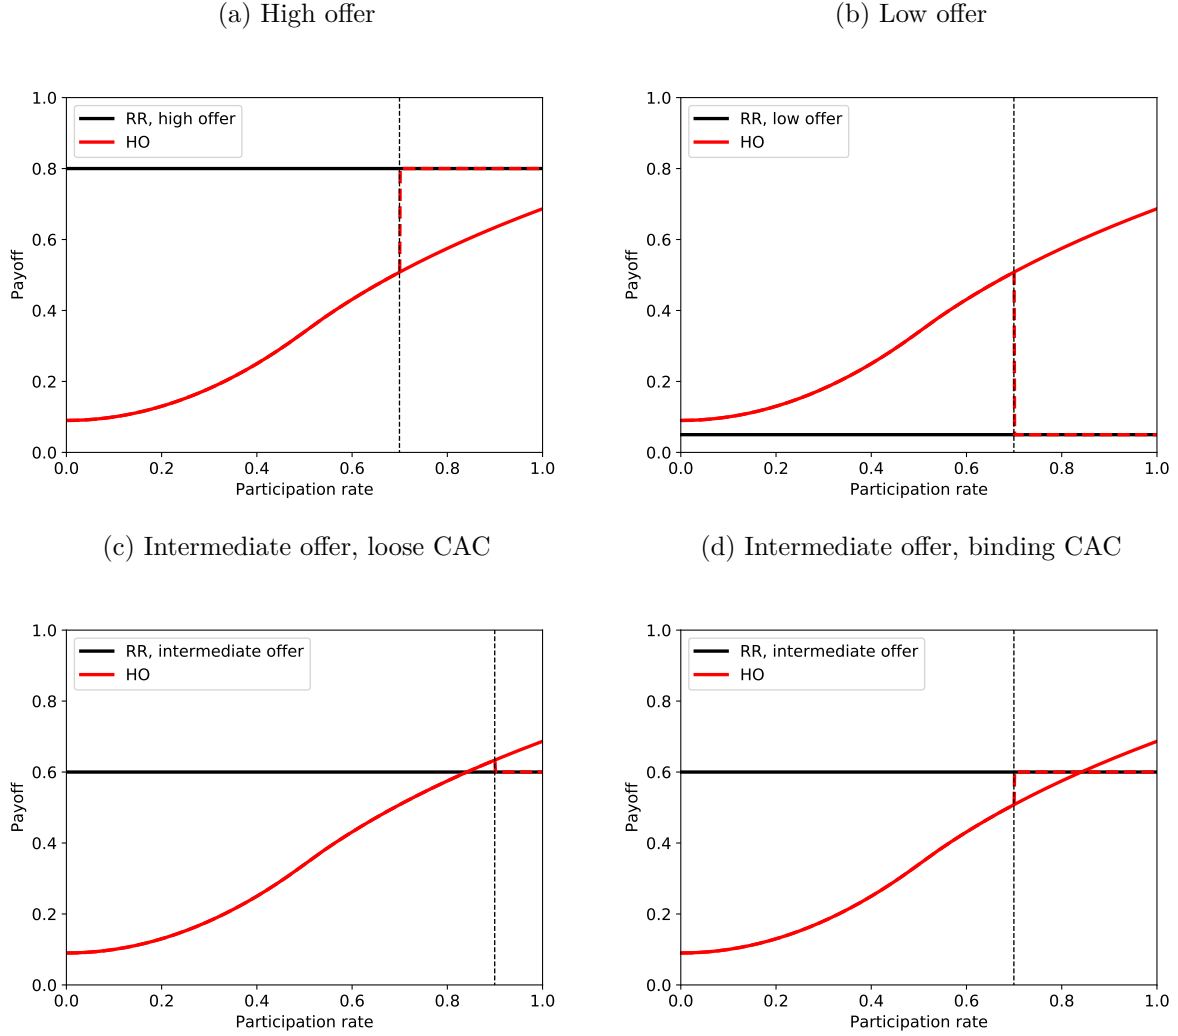 (a) High offer
1.0
0.8
0.6
0.4
0.2
0.0
Payoff
RR, high offer
HO
0.0 0.2 0.4 0.6 0.8 1.0
Participation rate
(b) Low offer
1.0
0.8
0.6
0.4
0.2
0.0
Payoff
RR, low offer
HO
0.0 0.2 0.4 0.6 0.8 1.0
Participation rate
(c) Intermediate offer, loose CAC
1.0
0.8
0.6
0.4
0.2
0.0
Payoff
RR, intermediate offer
HO
0.0 0.2 0.4 0.6 0.8 1.0
Participation rate
(d) Intermediate offer, binding CAC
1.0
0.8
0.6
0.4
0.2
0.0
Payoff
RR, intermediate offer
HO
0.0 0.2 0.4 0.6 0.8 1.0
Participation rate